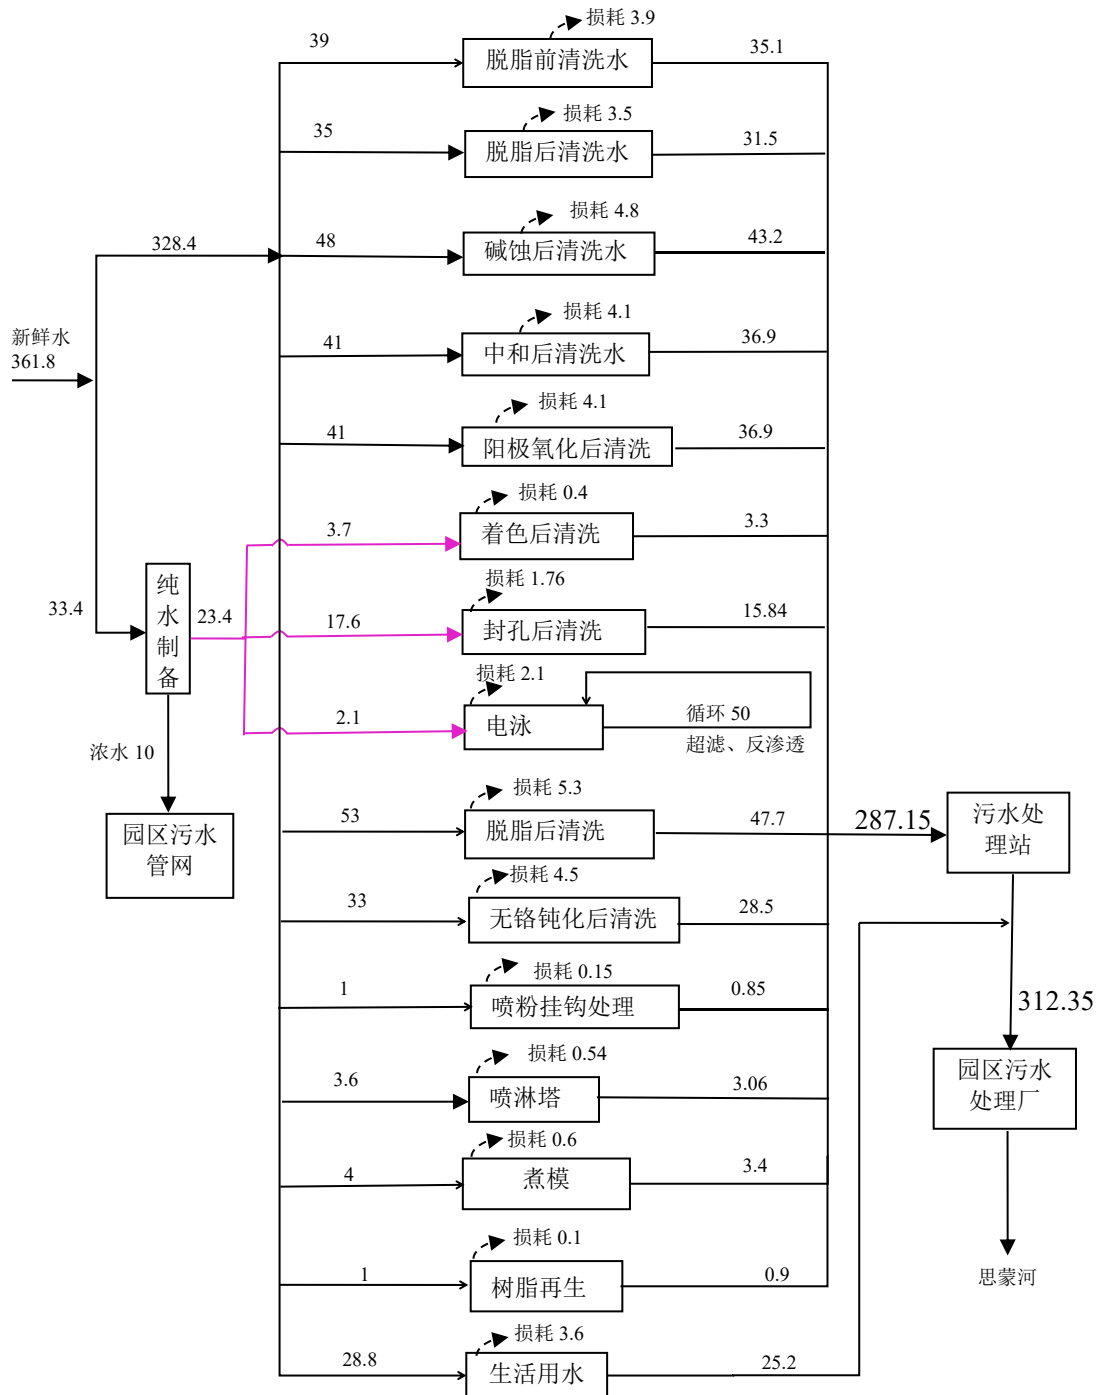 损耗 3.9
39
脱脂前清洗水
35.1
损耗 3.5
35
脱脂后清洗水
31.5
损耗 4.8
328.4
48
碱蚀后清洗水
43.2
新鲜水
361.8
损耗 4.1
41
中和后清洗水
36.9
损耗 4.1
41
阳极氧化后清洗
36.9
损耗 0.4
3.7
着色后清洗
3.3
33.4
纯
水
制
备
23.4
损耗 1.76
17.6
封孔后清洗
15.84
损耗 2.1
2.1
电泳
循环 50
超滤、反渗透
浓水 10
园区污水
管网
损耗 5.3
53
脱脂后清洗
47.7
287.15
污水处
理站
损耗 4.5
33
无铬钝化后清洗
28.5
损耗 0.15
1
喷粉挂钩处理
0.85
312.35
损耗 0.54
3.6
喷淋塔
3.06
园区污水
处理厂
损耗 0.6
4
煮模
3.4
损耗 0.1
1
树脂再生
0.9
思蒙河
损耗 3.6
28.8
生活用水
25.2